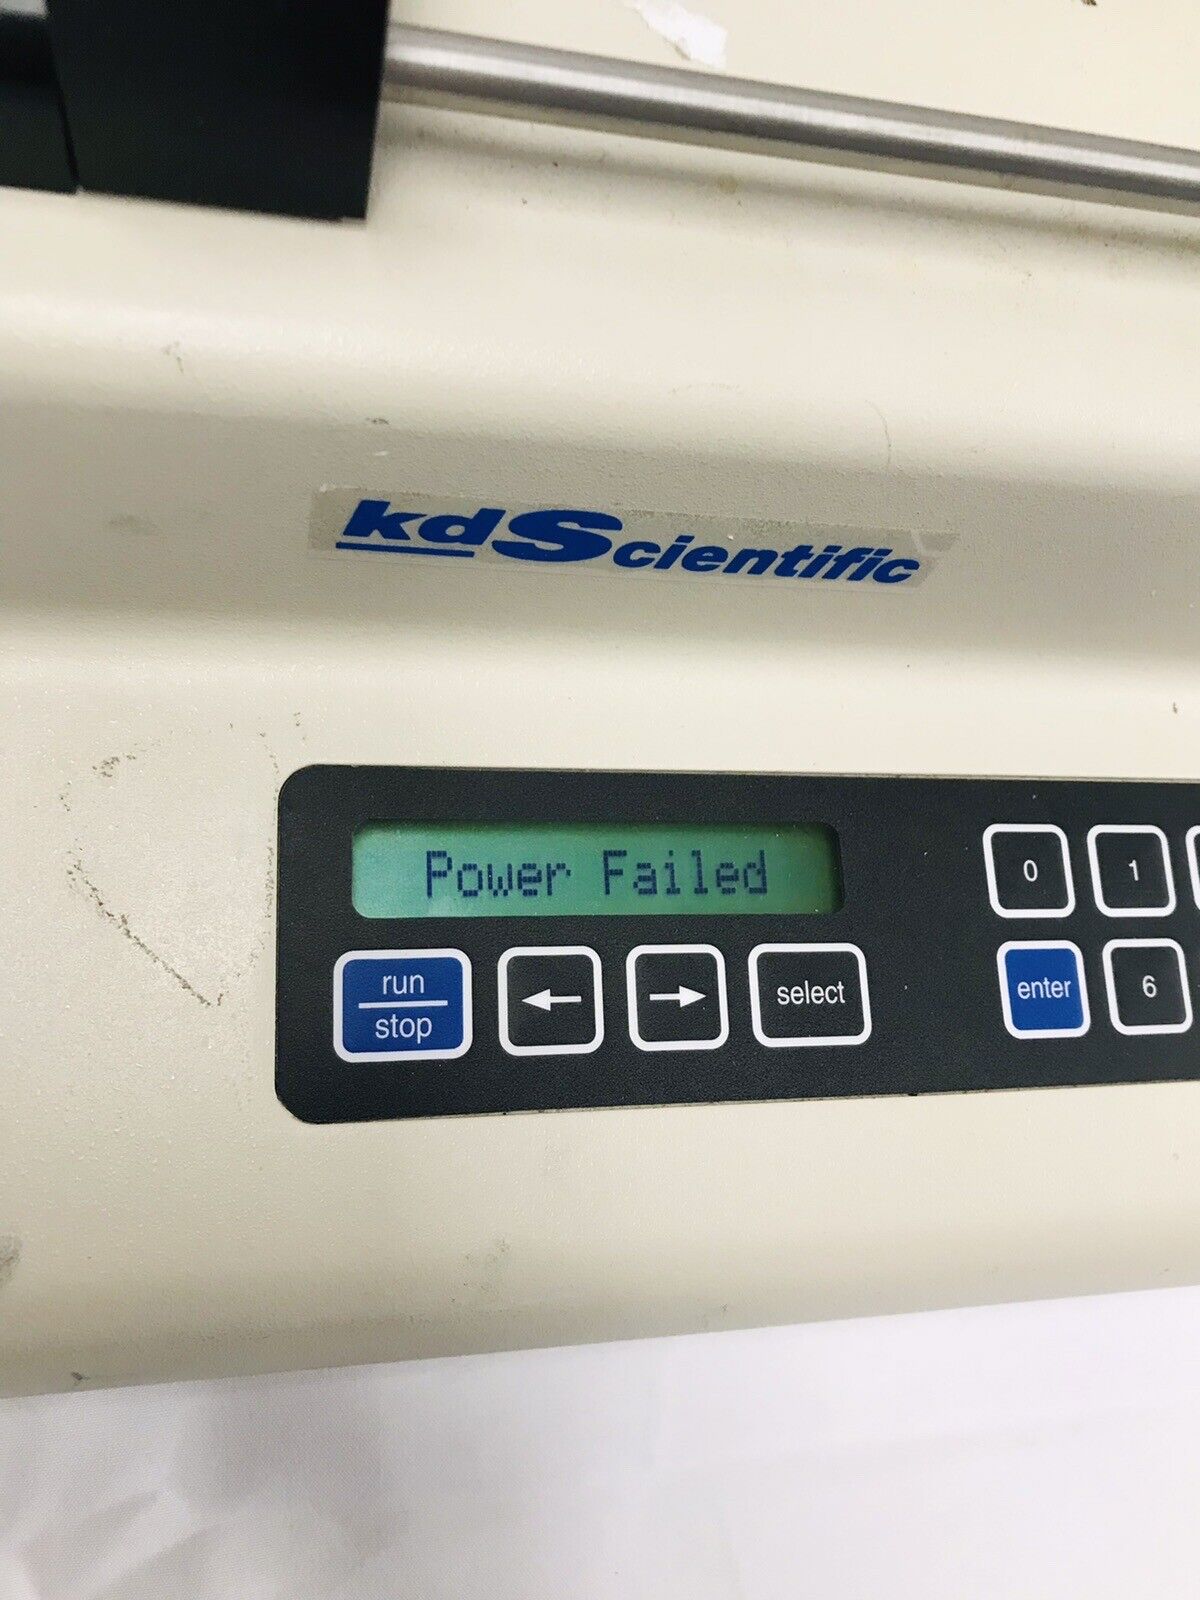 kdScientific
Power Failed
0 1
run
stop
select
enter
6